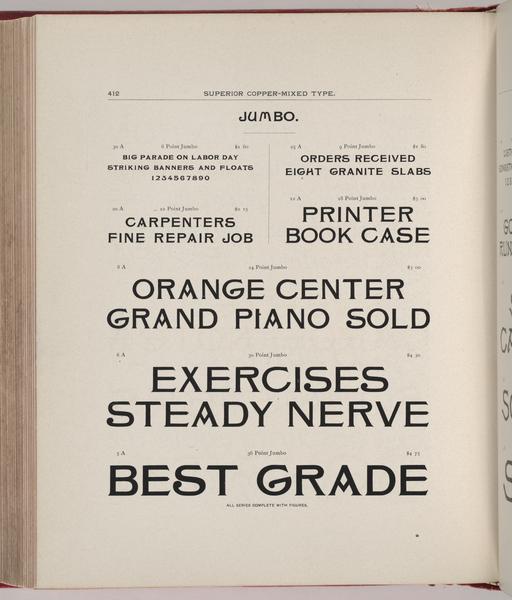 412
SUPERIOR COPPER-MIXED TYPE.
JUMBO.
30 A 6 Point Jumbo $1 60
BIG PARADE ON LABOR DAY
STRIKING BANNERS AND FLOATS
1234567890
25 A 9 Point Jumbo $1 80
ORDERS RECEIVED
EIGHT GRANITE SLABS
20 A 12 Point Jumbo $2 15
CARPENTERS
FINE REPAIR JOB
12 A 18 Point Jumbo $3 00
PRINTER
BOOK CASE
8 A 24 Point Jumbo $3 00
ORANGE CENTER
GRAND PIANO SOLD
6 A 30 Point Jumbo $4 30
EXERCISES
STEADY NERVE
5 A 36 Point Jumbo $4 75
BEST GRADE
ALL SERIES COMPLETE WITH FIGURES.